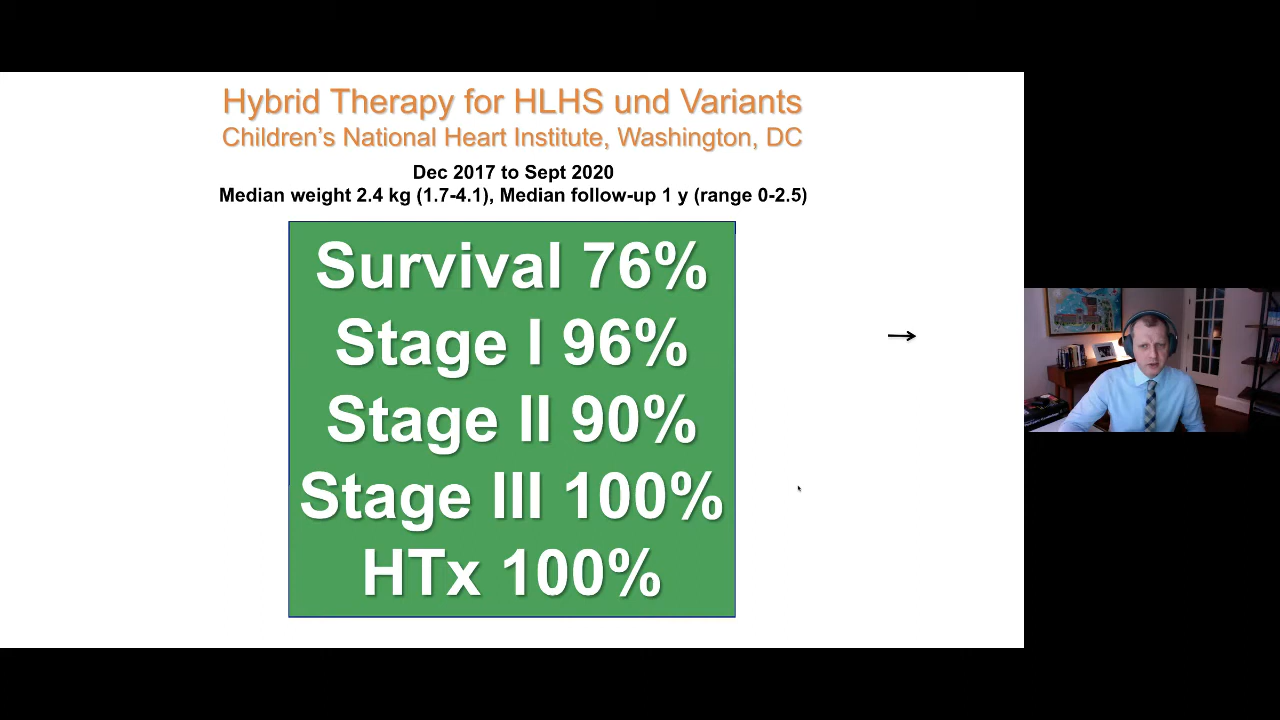 Hybrid Therapy for HLHS und Variants
Children's National Heart Institute, Washington, DC
Dec 2017 to Sept 2020
Median weight 2.4 kg (1.7-4.1), Median follow-up 1 y (range 0-2.5)
Survival 76%
Stage I 96%
Stage II 90%
Stage III 100%
HTx 100%